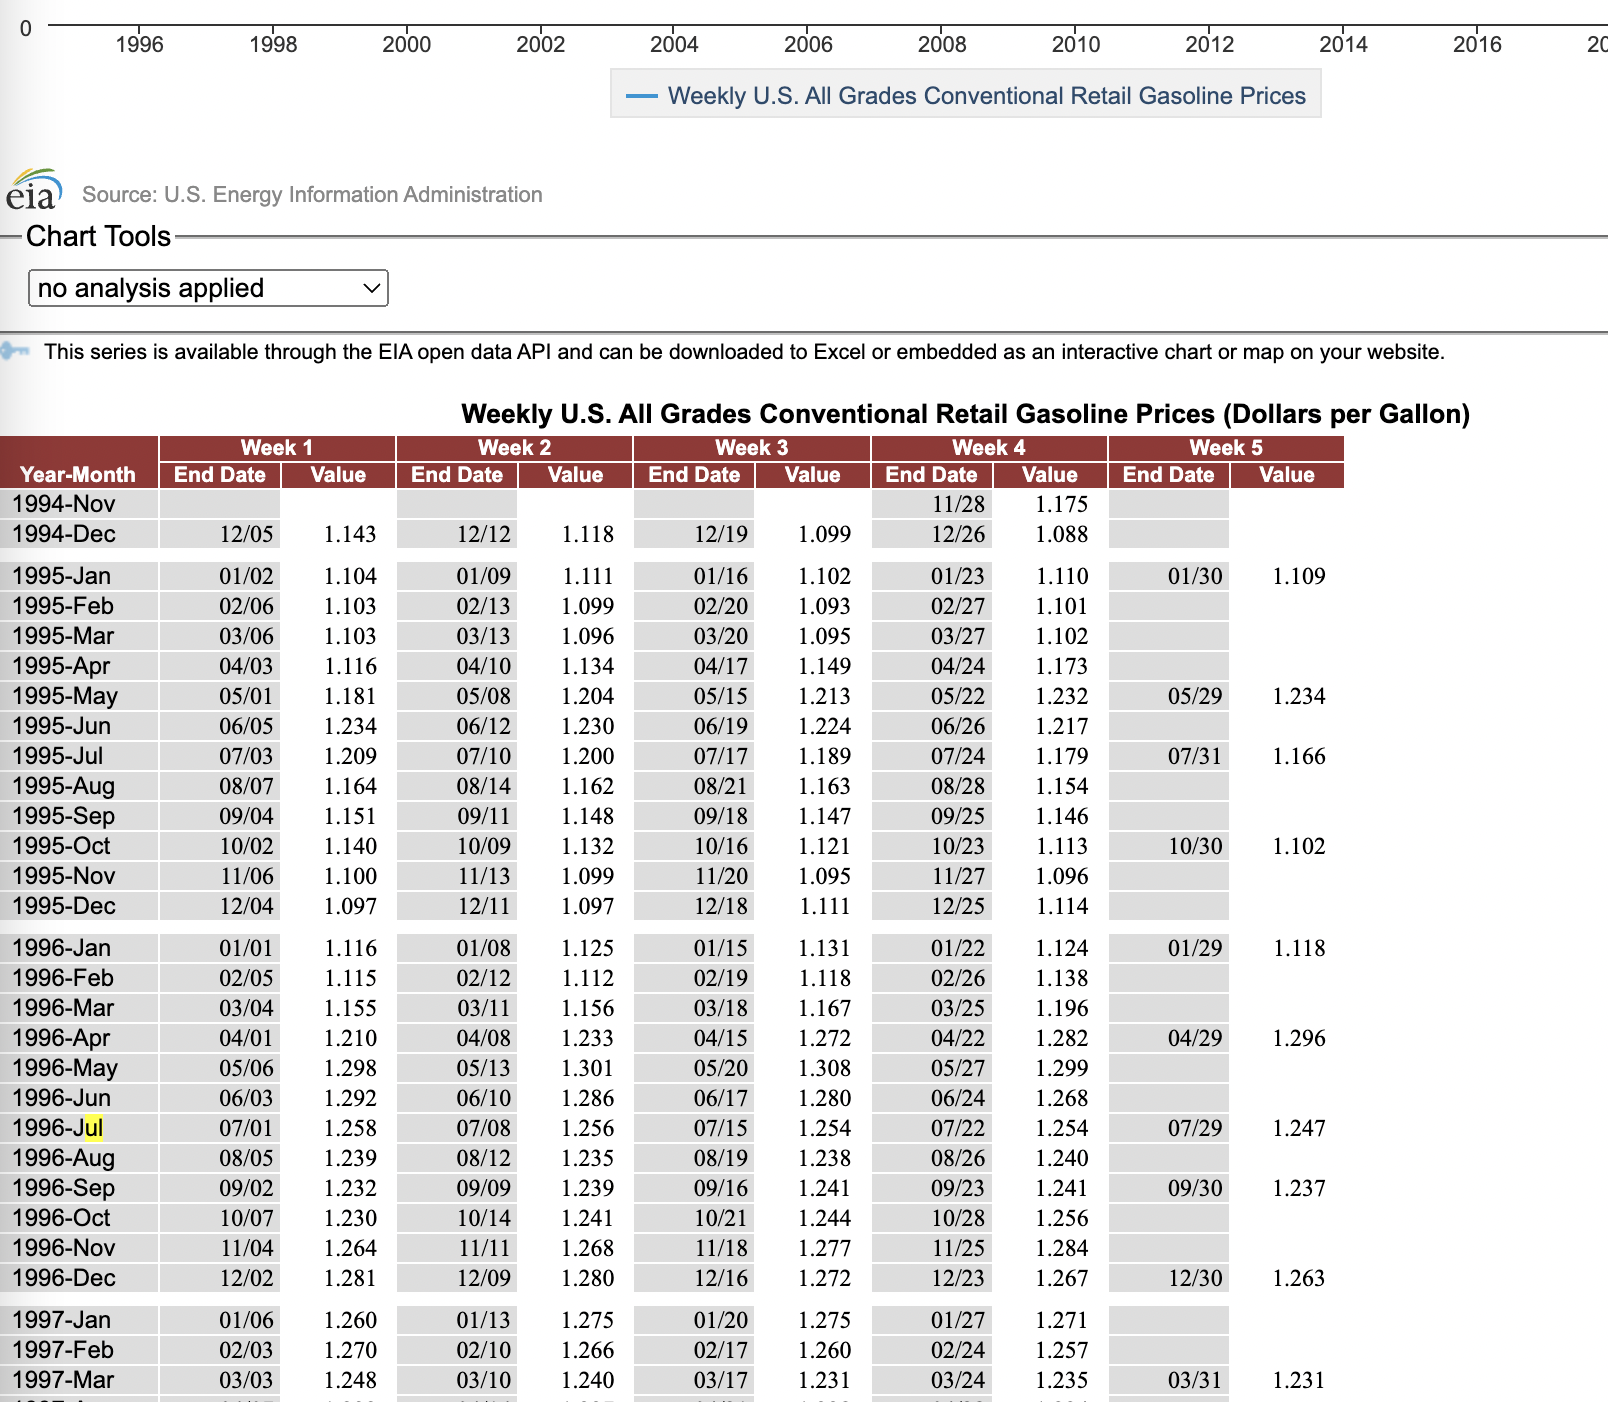 0
1996 1998 2000 2002 2004 2006 2008 2010 2012 2014 2016 20
Weekly U.S. All Grades Conventional Retail Gasoline Prices
eia Source: U.S. Energy Information Administration
Chart Tools
no analysis applied
This series is available through the EIA open data API and can be downloaded to Excel or embedded as an interactive chart or map on your website.
Weekly U.S. All Grades Conventional Retail Gasoline Prices (Dollars per Gallon)
Week 1 Week 2 Week 3 Week 4 Week 5
Year-Month End Date Value End Date Value End Date Value End Date Value End Date Value
1994-Nov 11/28 1.175
1994-Dec 12/05 1.143 12/12 1.118 12/19 1.099 12/26 1.088
1995-Jan 01/02 1.104 01/09 1.111 01/16 1.102 01/23 1.110 01/30 1.109
1995-Feb 02/06 1.103 02/13 1.099 02/20 1.093 02/27 1.101
1995-Mar 03/06 1.103 03/13 1.096 03/20 1.095 03/27 1.102
1995-Apr 04/03 1.116 04/10 1.134 04/17 1.149 04/24 1.173
1995-May 05/01 1.181 05/08 1.204 05/15 1.213 05/22 1.232 05/29 1.234
1995-Jun 06/05 1.234 06/12 1.230 06/19 1.224 06/26 1.217
1995-Jul 07/03 1.209 07/10 1.200 07/17 1.189 07/24 1.179 07/31 1.166
1995-Aug 08/07 1.164 08/14 1.162 08/21 1.163 08/28 1.154
1995-Sep 09/04 1.151 09/11 1.148 09/18 1.147 09/25 1.146
1995-Oct 10/02 1.140 10/09 1.132 10/16 1.121 10/23 1.113 10/30 1.102
1995-Nov 11/06 1.100 11/13 1.099 11/20 1.095 11/27 1.096
1995-Dec 12/04 1.097 12/11 1.097 12/18 1.111 12/25 1.114
1996-Jan 01/01 1.116 01/08 1.125 01/15 1.131 01/22 1.124 01/29 1.118
1996-Feb 02/05 1.115 02/12 1.112 02/19 1.118 02/26 1.138
1996-Mar 03/04 1.155 03/11 1.156 03/18 1.167 03/25 1.196
1996-Apr 04/01 1.210 04/08 1.233 04/15 1.272 04/22 1.282 04/29 1.296
1996-May 05/06 1.298 05/13 1.301 05/20 1.308 05/27 1.299
1996-Jun 06/03 1.292 06/10 1.286 06/17 1.280 06/24 1.268
1996-Jul 07/01 1.258 07/08 1.256 07/15 1.254 07/22 1.254 07/29 1.247
1996-Aug 08/05 1.239 08/12 1.235 08/19 1.238 08/26 1.240
1996-Sep 09/02 1.232 09/09 1.239 09/16 1.241 09/23 1.241 09/30 1.237
1996-Oct 10/07 1.230 10/14 1.241 10/21 1.244 10/28 1.256
1996-Nov 11/04 1.264 11/11 1.268 11/18 1.277 11/25 1.284
1996-Dec 12/02 1.281 12/09 1.280 12/16 1.272 12/23 1.267 12/30 1.263
1997-Jan 01/06 1.260 01/13 1.275 01/20 1.275 01/27 1.271
1997-Feb 02/03 1.270 02/10 1.266 02/17 1.260 02/24 1.257
1997-Mar 03/03 1.248 03/10 1.240 03/17 1.231 03/24 1.235 03/31 1.231